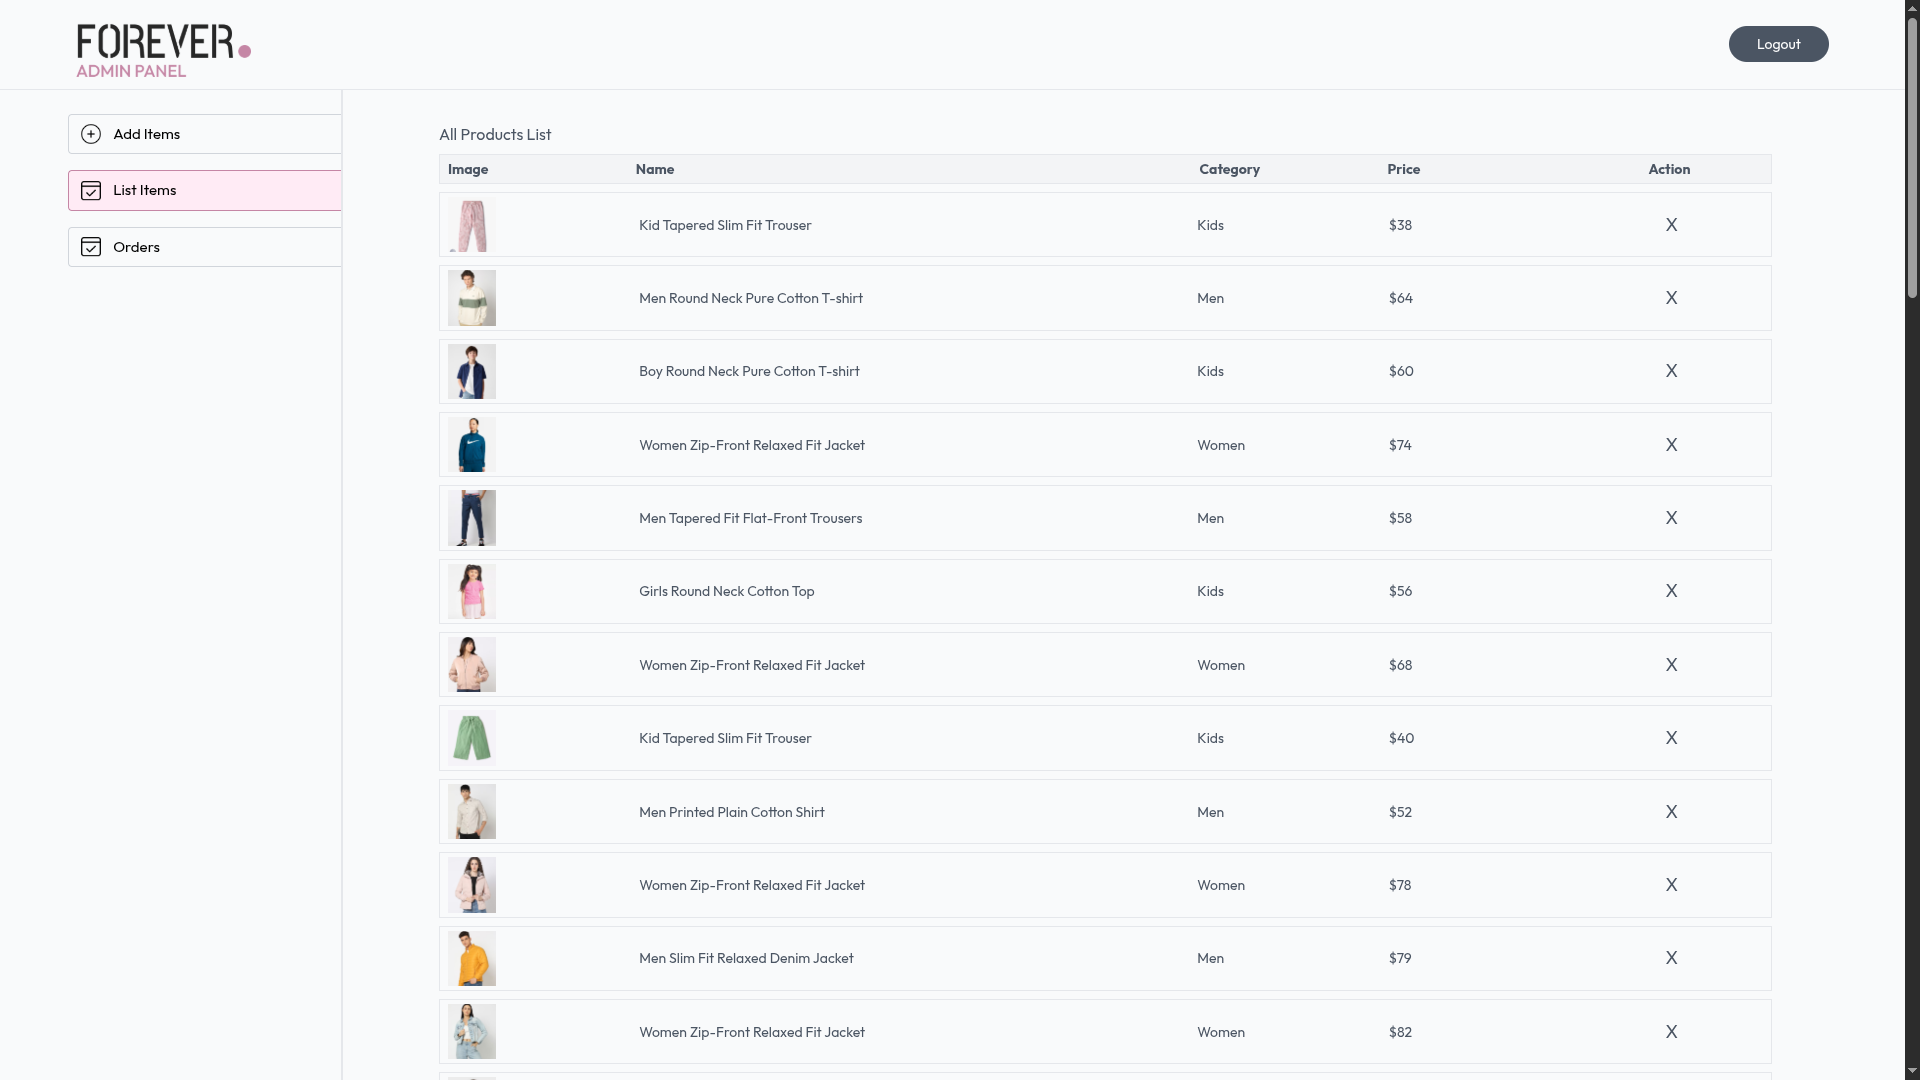 FOREVER.
ADMIN PANEL
Logout
Add Items
List Items
Orders
All Products List
Image Name Category Price Action
Kid Tapered Slim Fit Trouser Kids $38 X
Men Round Neck Pure Cotton T-shirt Men $64 X
Boy Round Neck Pure Cotton T-shirt Kids $60 X
Women Zip-Front Relaxed Fit Jacket Women $74 X
Men Tapered Fit Flat-Front Trousers Men $58 X
Girls Round Neck Cotton Top Kids $56 X
Women Zip-Front Relaxed Fit Jacket Women $68 X
Kid Tapered Slim Fit Trouser Kids $40 X
Men Printed Plain Cotton Shirt Men $52 X
Women Zip-Front Relaxed Fit Jacket Women $78 X
Men Slim Fit Relaxed Denim Jacket Men $79 X
Women Zip-Front Relaxed Fit Jacket Women $82 X